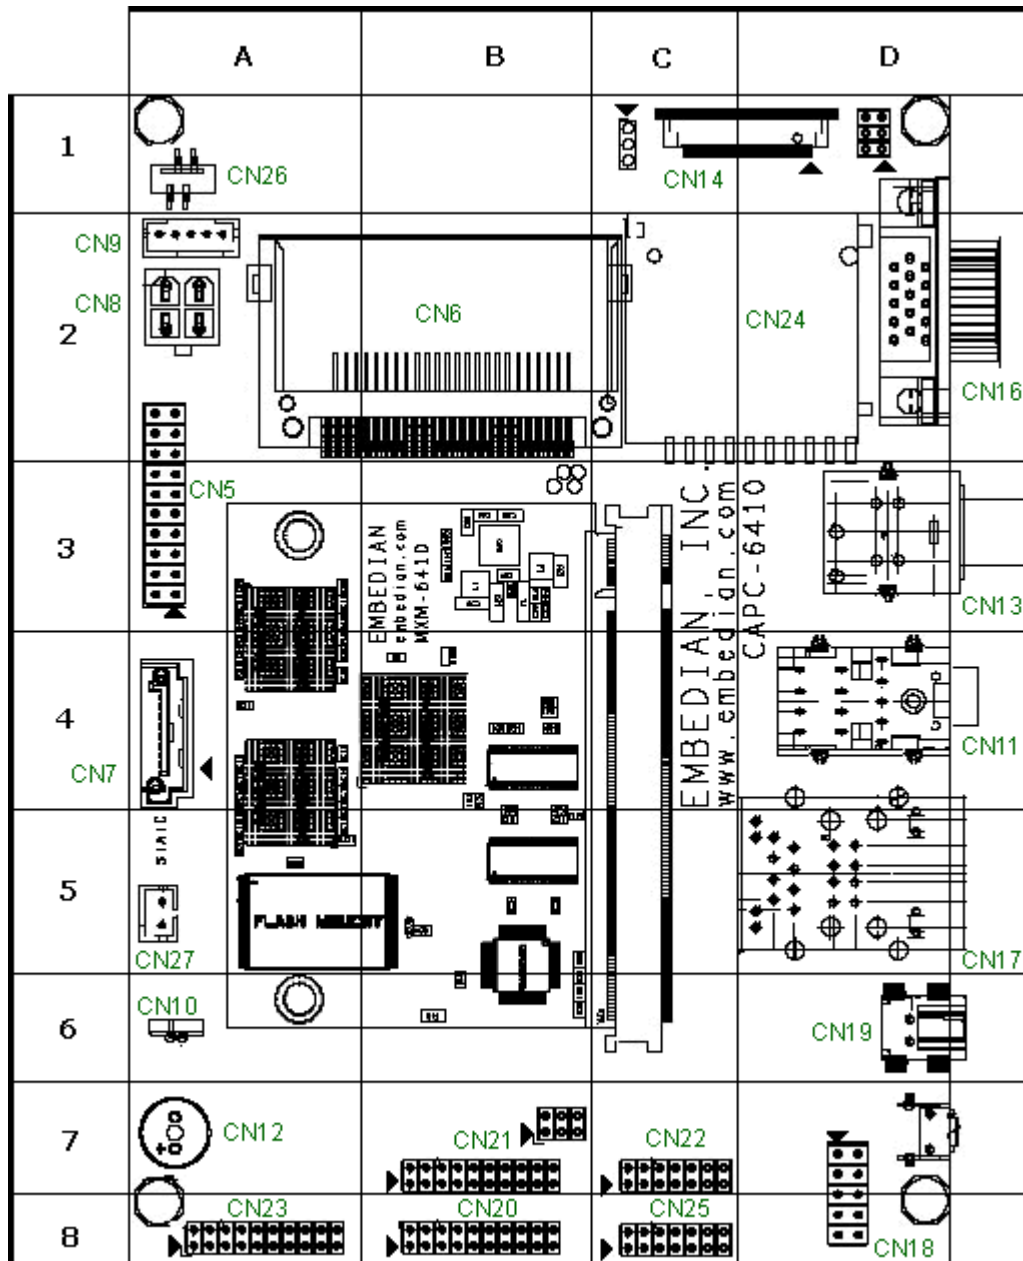 A B C D
1
CN26
CN14
CN9
CN8
2
CN6
CN24
CN16
CN5
3
EMBEDIAN
embedian.com
MXM-6410
EMBEDIAN, INC.
www.embedian.com
CAPC-6410
CN13
4
CN7
CN11
5
FLASH MEMORY
CN27
CN17
CN10
6
CN19
7
CN12
CN21
CN22
CN23
CN20
CN25
8
CN18